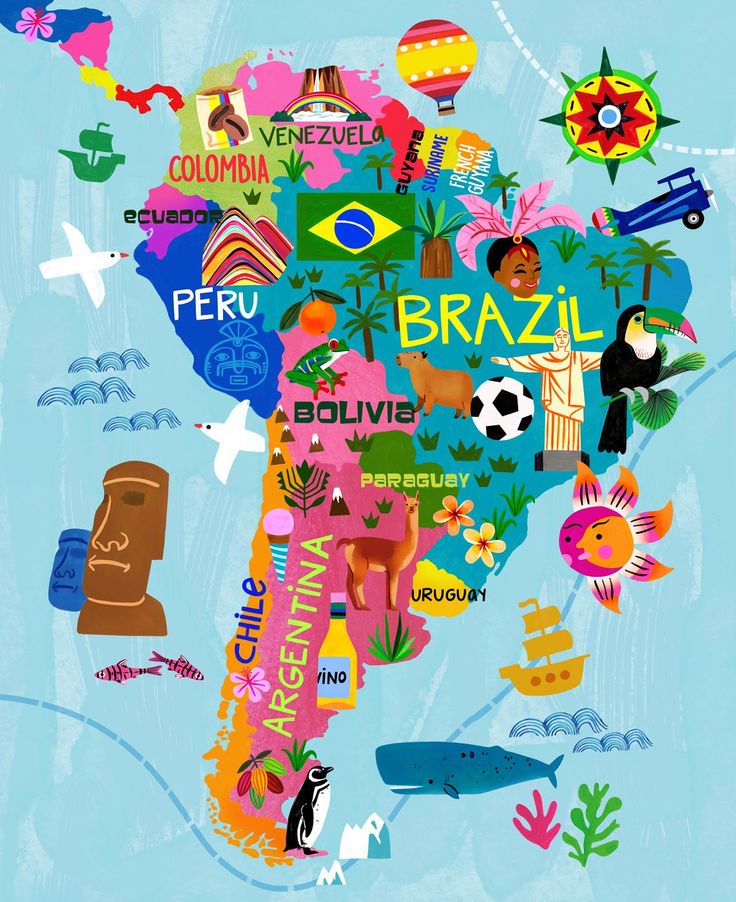 VENEZUELA
COLOMBIA
GUYANA
SURINAME
FRENCH
GUYANA
ECUADOR
PERU
BRAZIL
BOLIVIA
PARAGUAY
URUGUAY
CHILE
ARGENTINA
VINO